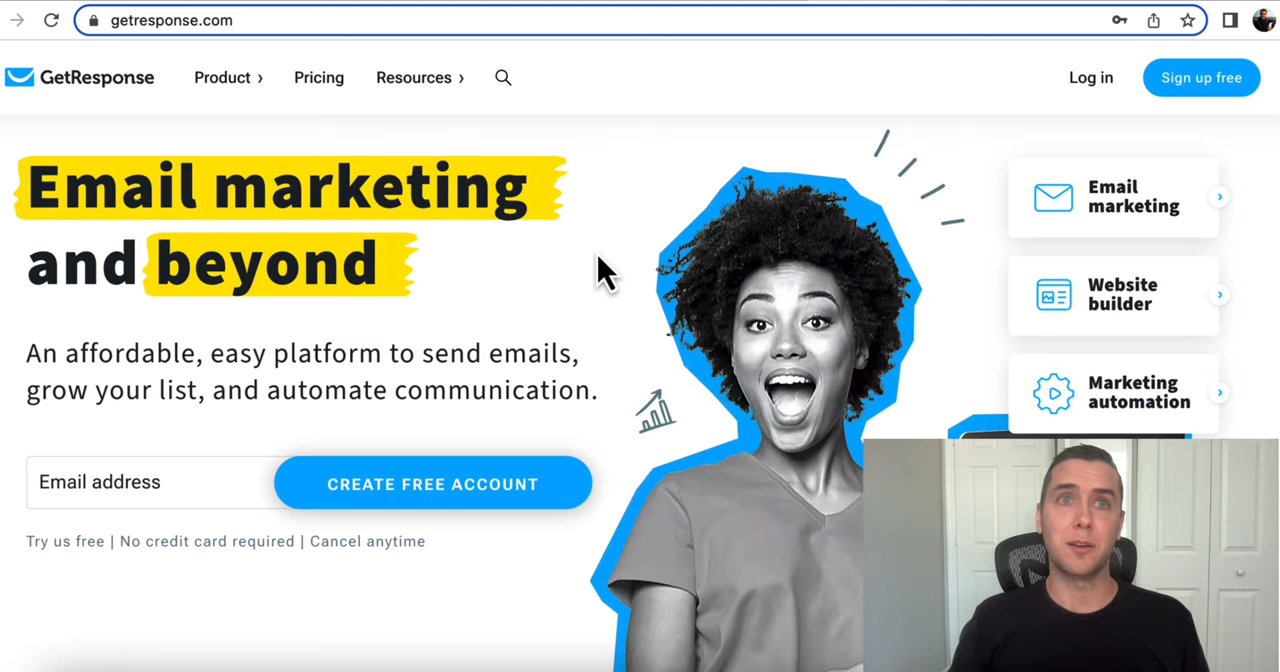 getresponse.com
GetResponse
Product
Pricing
Resources
Log in
Sign up free
Email marketing
and beyond
An affordable, easy platform to send emails,
grow your list, and automate communication.
Email address
CREATE FREE ACCOUNT
Try us free | No credit card required | Cancel anytime
Email
marketing
Website
builder
Marketing
automation